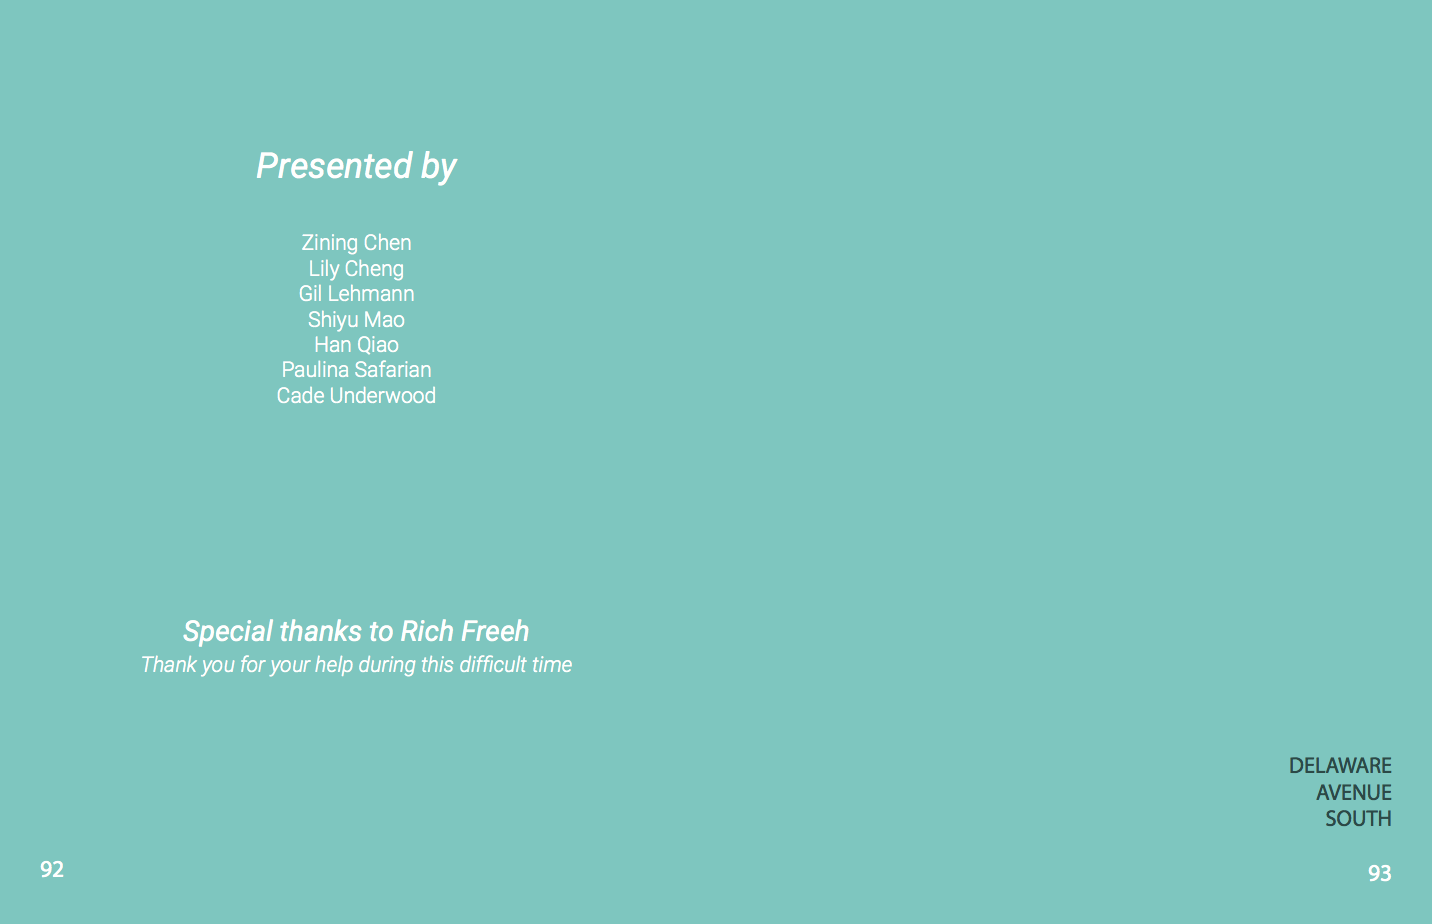 Presented by
Zining Chen
Lily Cheng
Gil Lehmann
Shiyu Mao
Han Qiao
Paulina Safarian
Cade Underwood
Special thanks to Rich Freeh
Thank you for your help during this difficult time
92
DELAWARE
AVENUE
SOUTH
93